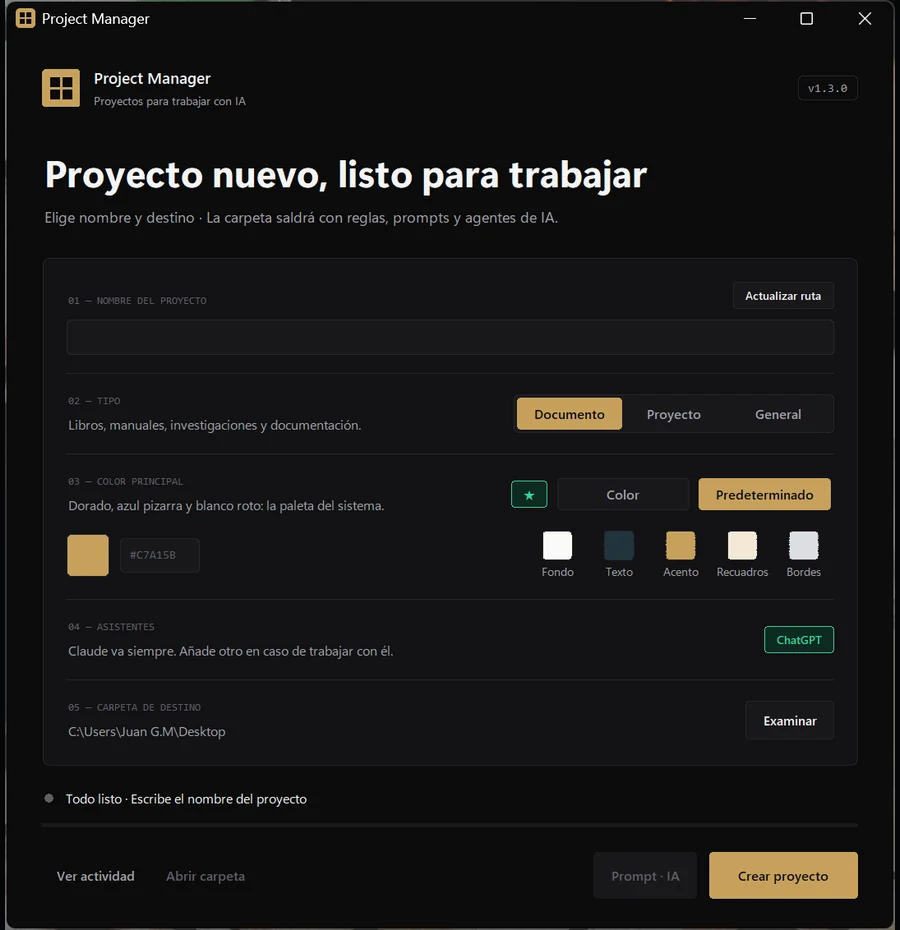 Project Manager
Project Manager
Proyectos para trabajar con IA
v1.3.0
Proyecto nuevo, listo para trabajar
Elige nombre y destino · La carpeta saldrá con reglas, prompts y agentes de IA.
01 — NOMBRE DEL PROYECTO
Actualizar ruta
02 — TIPO
Libros, manuales, investigaciones y documentación.
Documento Proyecto General
03 — COLOR PRINCIPAL
Dorado, azul pizarra y blanco roto: la paleta del sistema.
★ Color Predeterminado
#C7A15B
Fondo Texto Acento Recuadros Bordes
04 — ASISTENTES
Claude va siempre. Añade otro en caso de trabajar con él.
ChatGPT
05 — CARPETA DE DESTINO
C:\Users\Juan G.M\Desktop
Examinar
Todo listo · Escribe el nombre del proyecto
Ver actividad Abrir carpeta Prompt · IA Crear proyecto